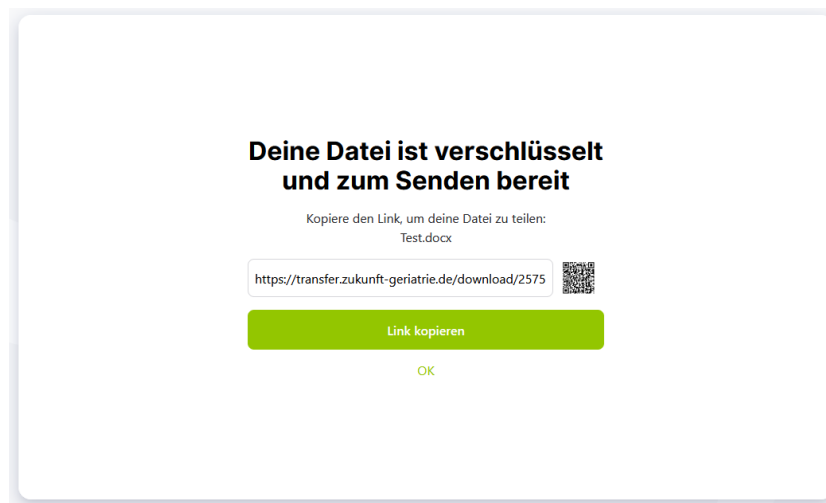 Deine Datei ist verschlüsselt
und zum Senden bereit
Kopiere den Link, um deine Datei zu teilen:
Test.docx
https://transfer.zukunft-geriatrie.de/download/2575
Link kopieren
OK